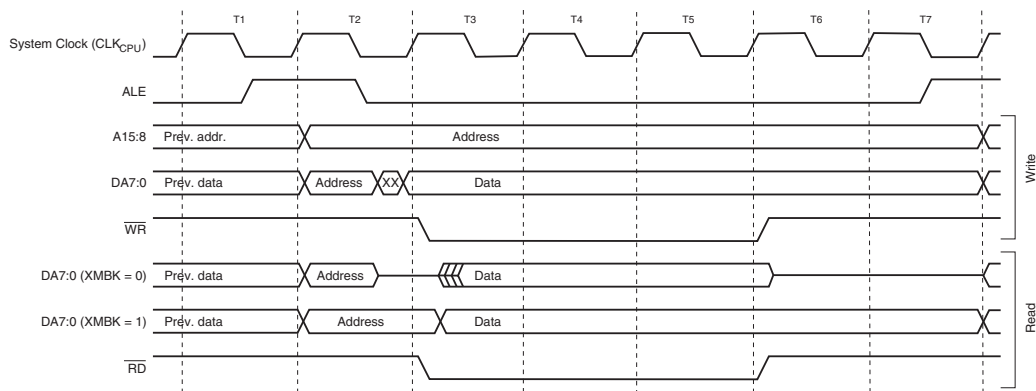 T1 T2 T3 T4 T5 T6 T7
System Clock (CLKCPU)
ALE
A15:8 Prev. addr. Address
DA7:0 Prev. data Address XX Data
WR
Write
DA7:0 (XMBK = 0) Prev. data Address Data
DA7:0 (XMBK = 1) Prev. data Address Data
RD
Read